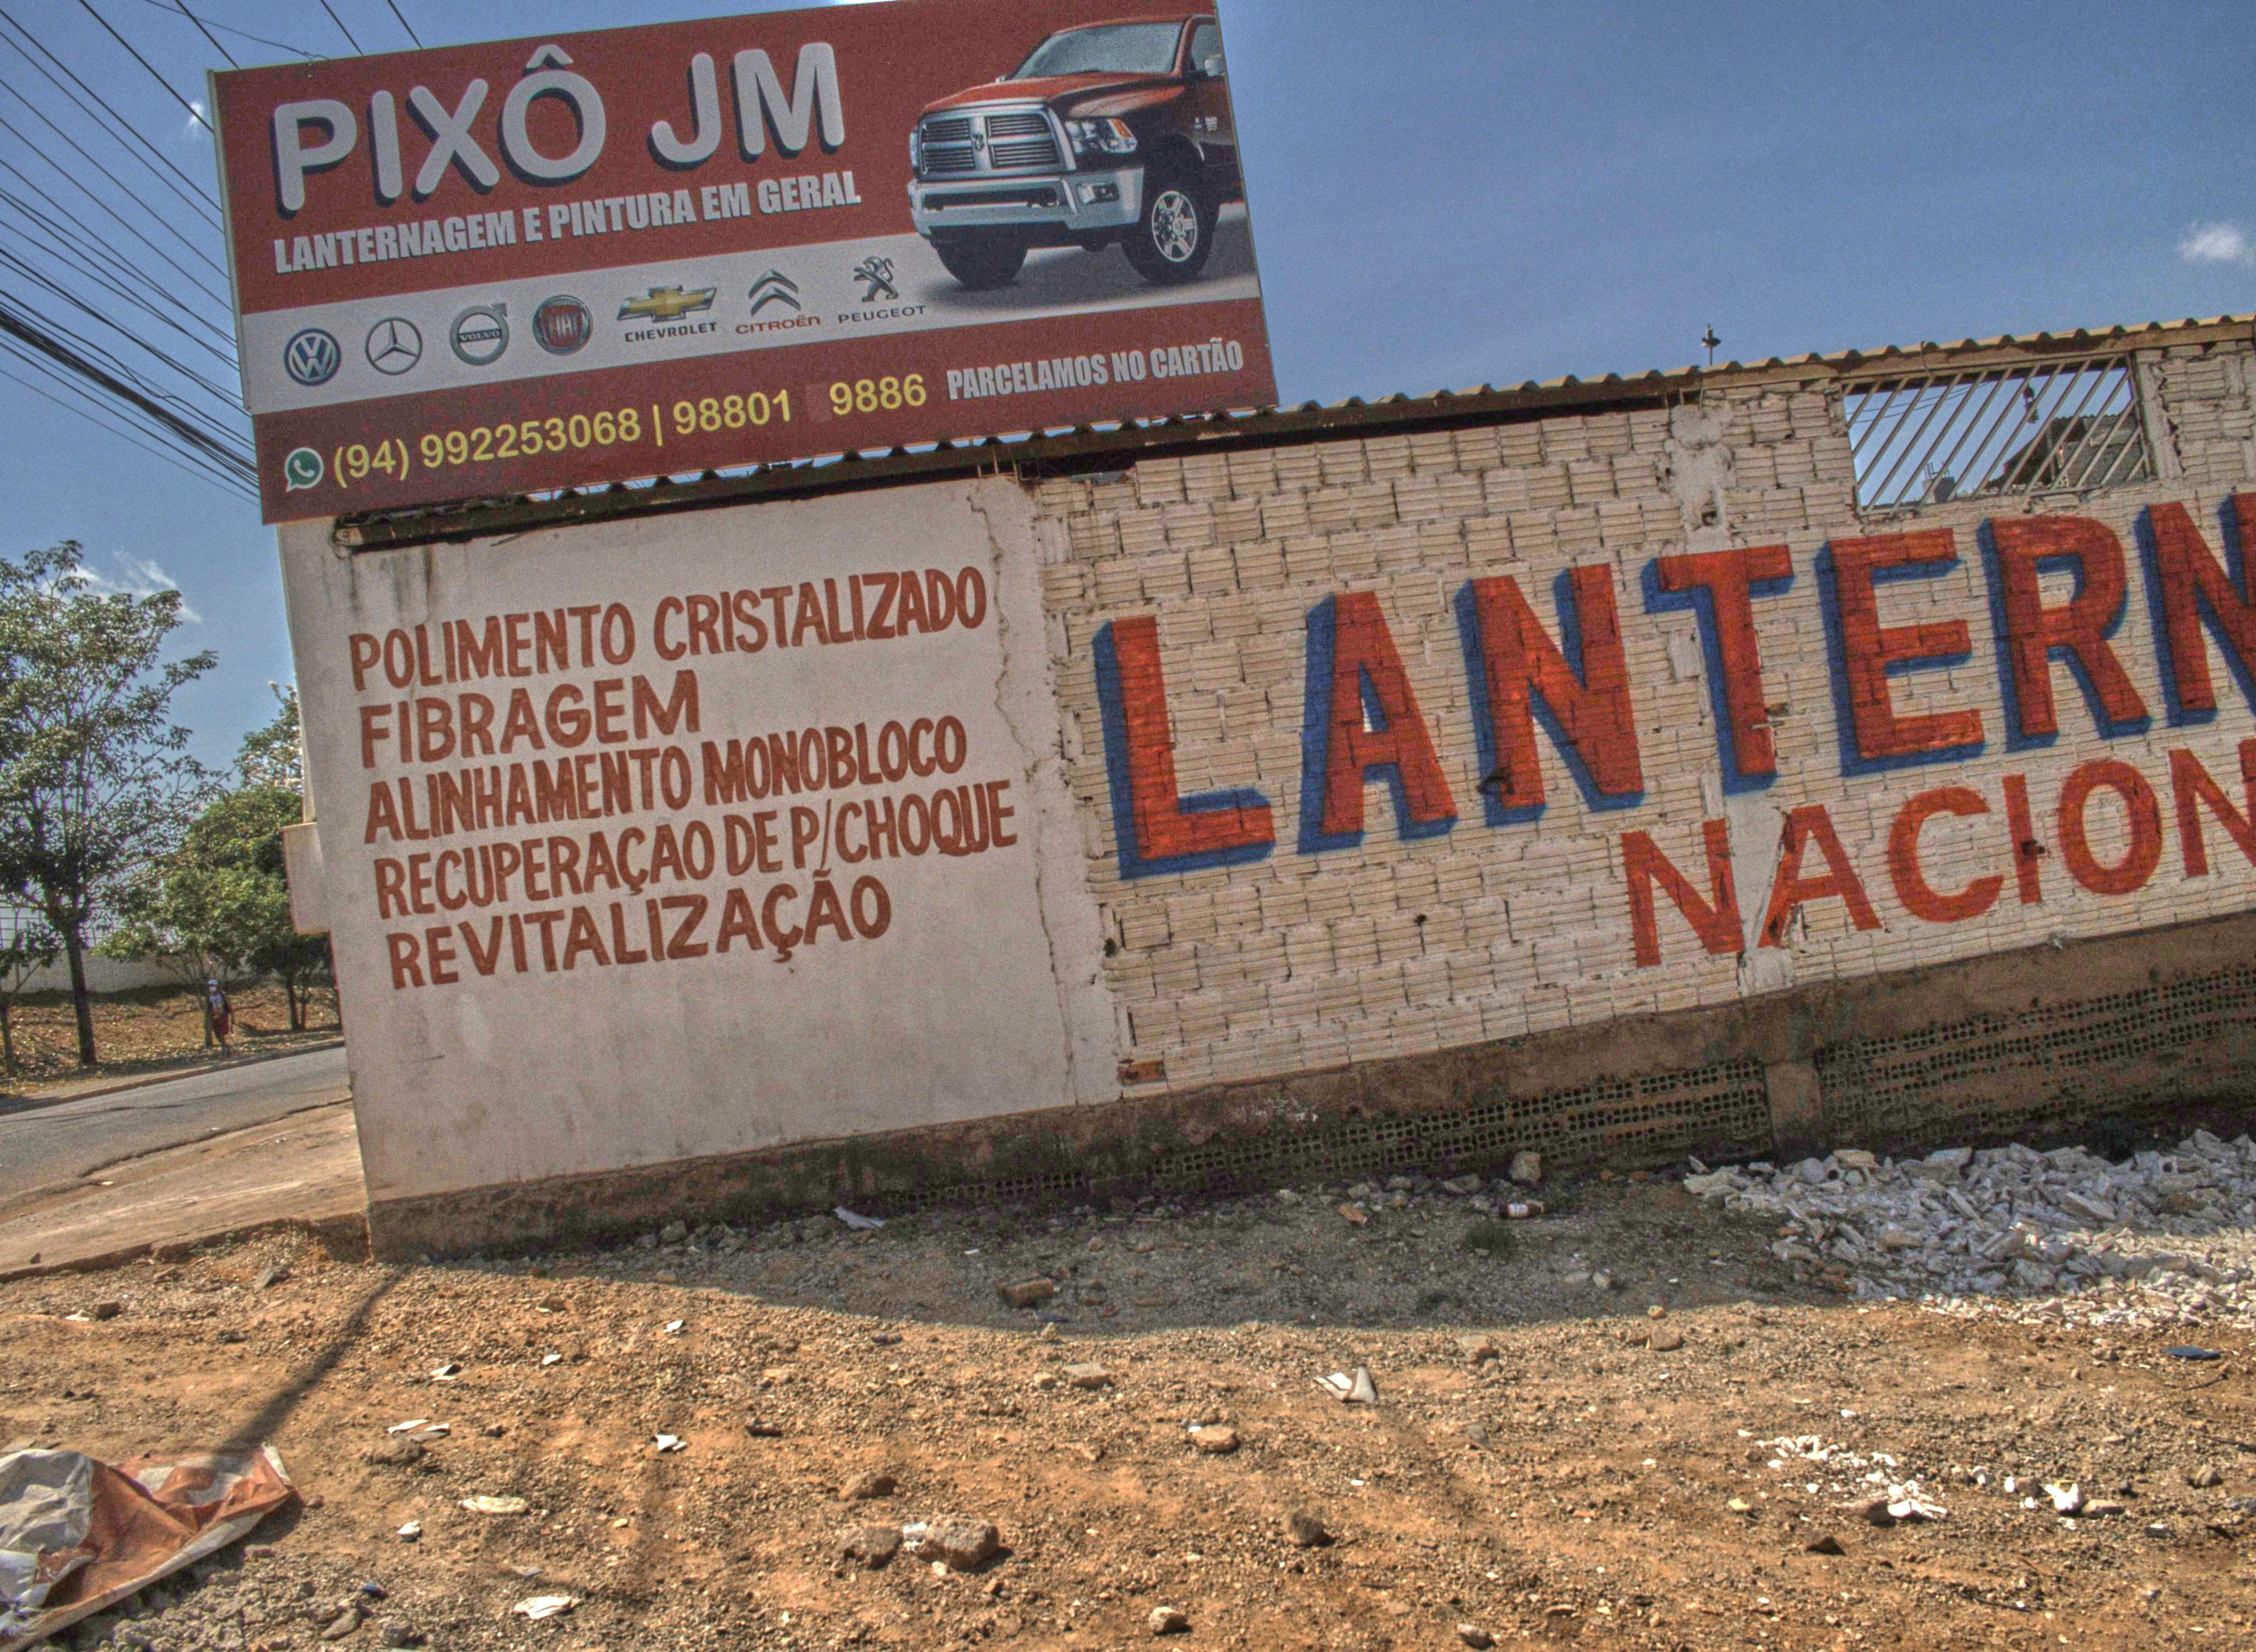 PIXÔ JM
LANTERNAGEM E PINTURA EM GERAL
VOLVO
FIAT
CHEVROLET
CITROËN
PEUGEOT
(94) 992253068 | 98801 9886 PARCELAMOS NO CARTÃO
POLIMENTO CRISTALIZADO
FIBRAGEM
ALINHAMENTO MONOBLOCO
RECUPERAÇAO DE P/CHOQUE
REVITALIZAÇÃO
LANTERN
NACION